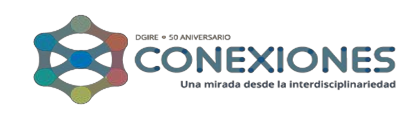 DGIRE • 50 ANIVERSARIO
CONEXIONES
Una mirada desde la interdisciplinariedad